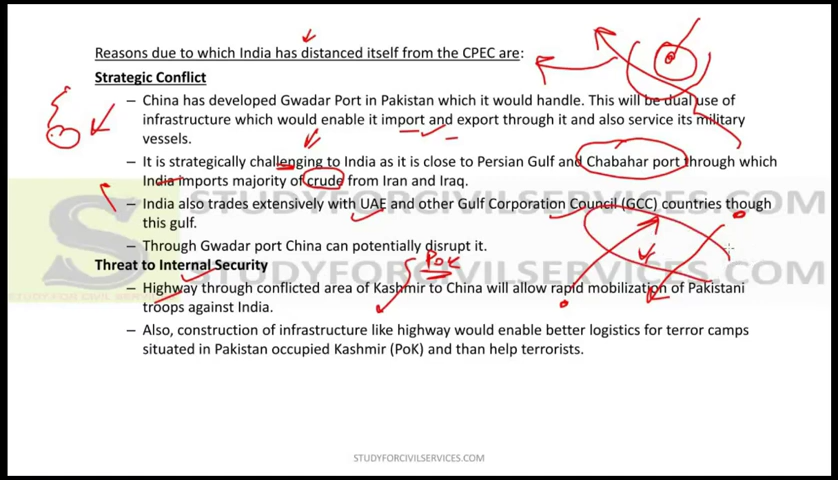 Reasons due to which India has distanced itself from the CPEC are:
Strategic Conflict
– China has developed Gwadar Port in Pakistan which it would handle. This will be dual use of
infrastructure which would enable it import and export through it and also service its military
vessels.
– It is strategically challenging to India as it is close to Persian Gulf and Chabahar port through which
India imports majority of crude from Iran and Iraq.
– India also trades extensively with UAE and other Gulf Corporation Council (GCC) countries though
this gulf.
– Through Gwadar port China can potentially disrupt it.
POK
Threat to Internal Security
– Highway through conflicted area of Kashmir to China will allow rapid mobilization of Pakistani
troops against India.
– Also, construction of infrastructure like highway would enable better logistics for terror camps
situated in Pakistan occupied Kashmir (PoK) and than help terrorists.
STUDYFORCIVILSERVICES.COM
STUDYFORCIVILSERVICES.COM
S
STUDY FOR CIVIL SERVICES
STUDYFORCIVILSERVICES.COM